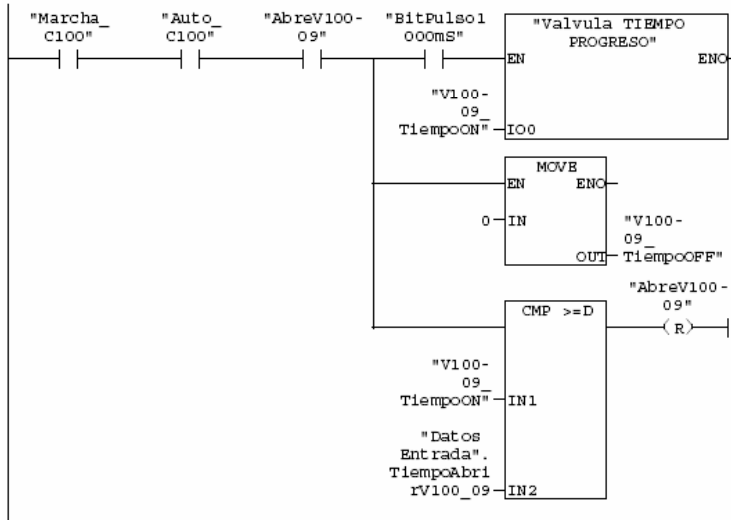 "Marcha_ "Auto_ "AbreV100- "BitPulso1 "Valvula TIEMPO
C100" C100" 09" 000mS" PROGRESO"
EN ENO
"V100-
09_
TiempoON" IO0
MOVE
EN ENO
0 IN "V100-
09_
OUT TiempoOFF"
"AbreV100-
09"
CMP >=D
R
"V100-
09_
TiempoON" IN1
"Datos
Entrada".
TiempoAbri
rV100_09 IN2